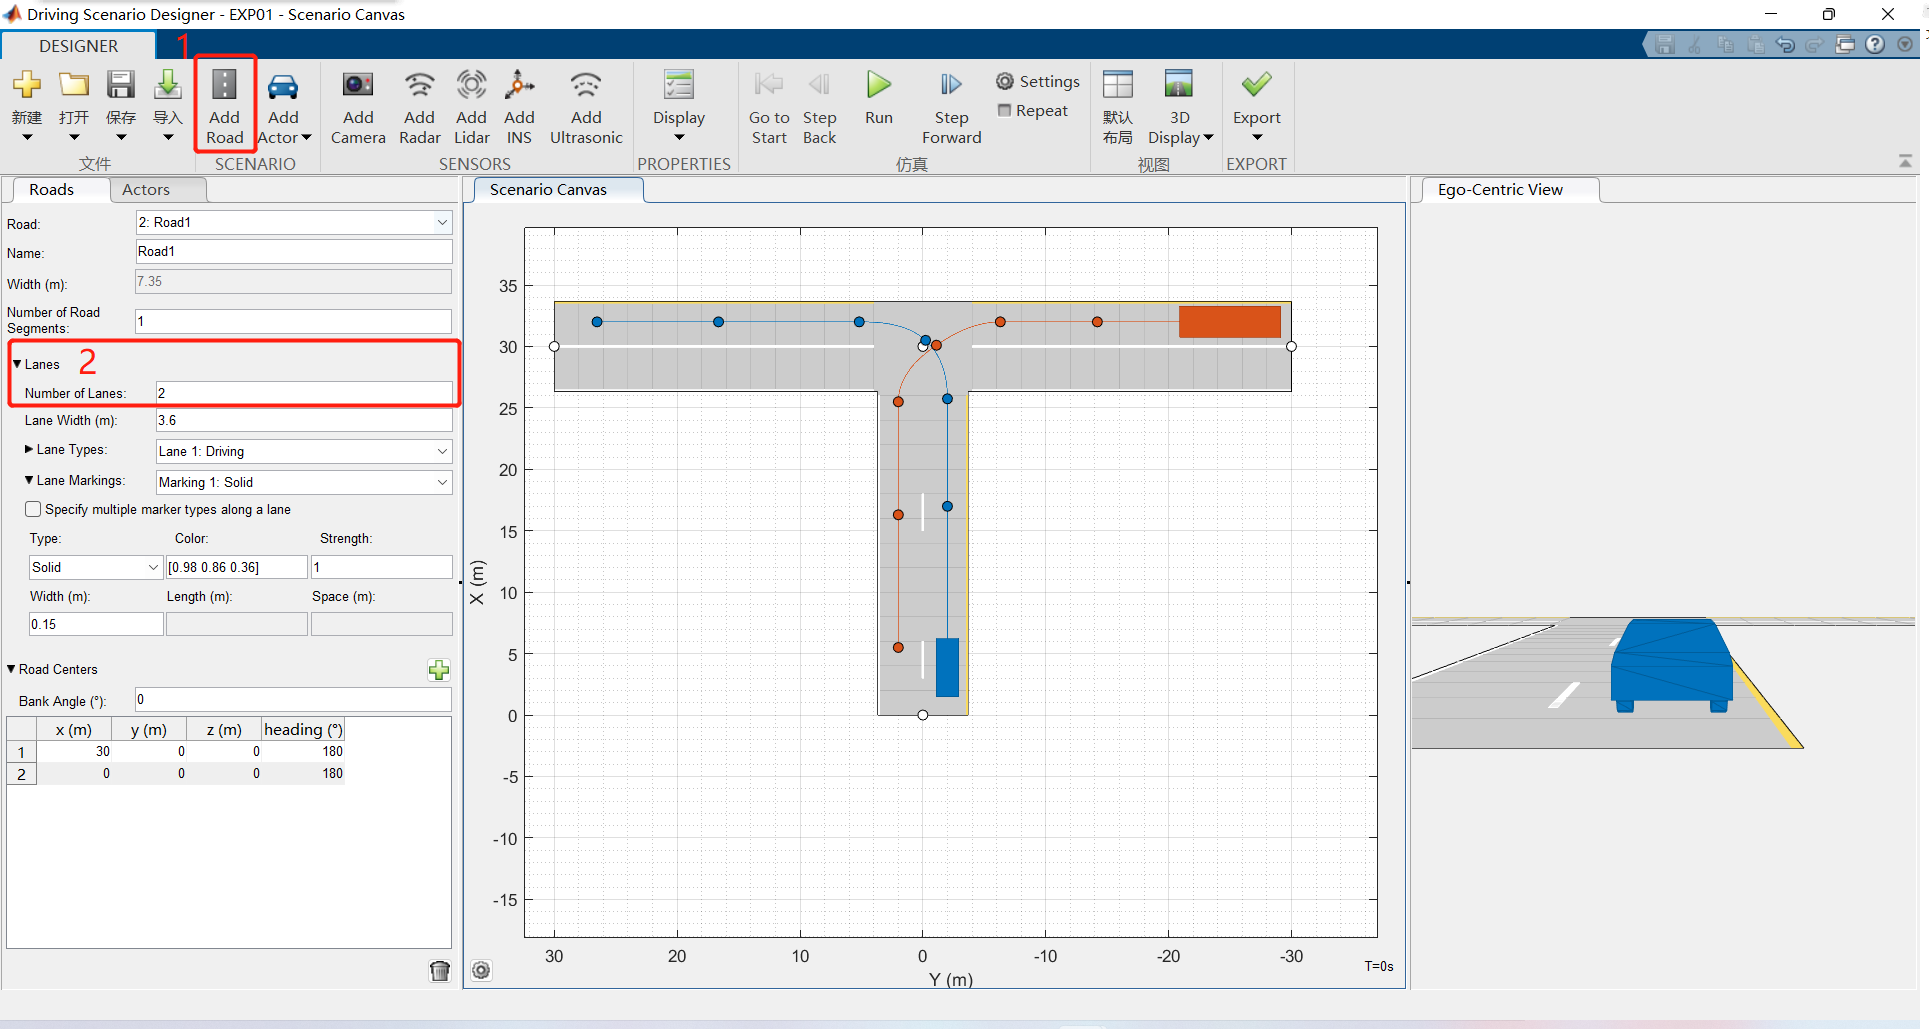 Driving Scenario Designer - EXP01 - Scenario Canvas
DESIGNER
1
新建
打开
保存
导入
文件
Add Road
Add Actor
SCENARIO
Add Camera
Add Radar
Add Lidar
Add INS
Add Ultrasonic
SENSORS
Display
PROPERTIES
Go to Start
Step Back
Run
Step Forward
Settings
Repeat
仿真
默认布局
3D Display
视图
Export
EXPORT
Roads
Actors
Road:
2: Road1
Name:
Road1
Width (m):
7.35
Number of Road Segments:
1
Lanes
2
Number of Lanes:
2
Lane Width (m):
3.6
Lane Types:
Lane 1: Driving
Lane Markings:
Marking 1: Solid
Specify multiple marker types along a lane
Type:
Color:
Strength:
Solid
[0.98 0.86 0.36]
1
Width (m):
Length (m):
Space (m):
0.15
Road Centers
Bank Angle (°):
0
x (m) y (m) z (m) heading (°)
1 30 0 0 180
2 0 0 0 180
Scenario Canvas
35
30
25
20
15
10
5
0
-5
-10
-15
X (m)
30 20 10 0 -10 -20 -30
Y (m)
T=0s
Ego-Centric View